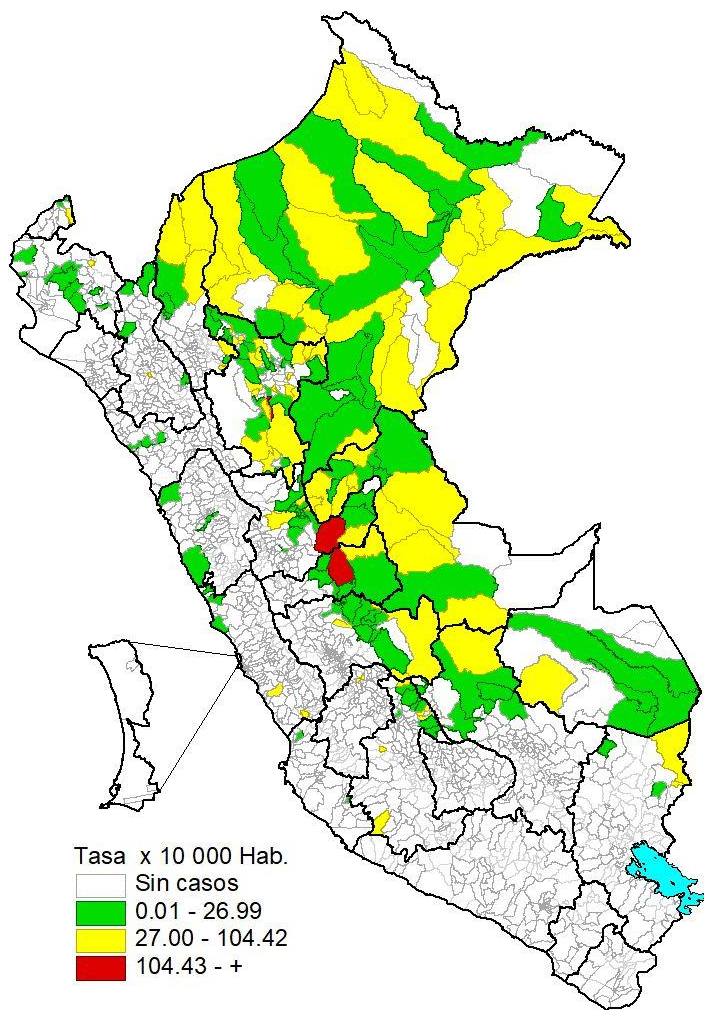 Tasa x 10 000 Hab.
Sin casos
0.01 - 26.99
27.00 - 104.42
104.43 - +